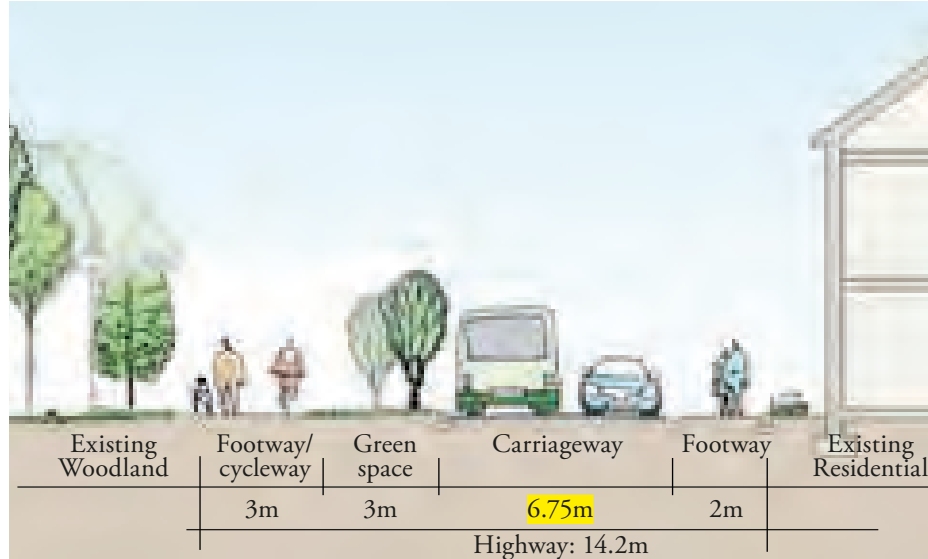 Existing
Woodland
Footway/
cycleway
Green
space
Carriageway
Footway
Existing
Residential
3m
3m
6.75m
2m
Highway: 14.2m